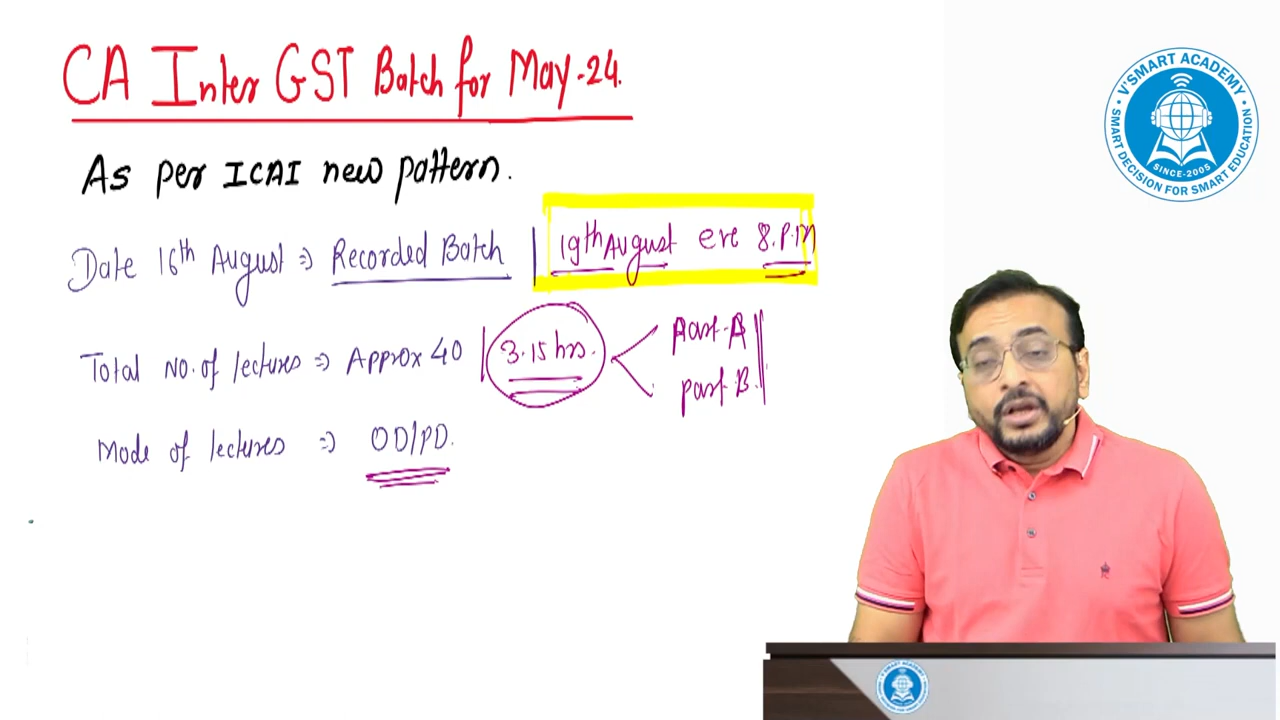 CA Inter GST Batch for May-24.
As per ICAI new pattern.
Date 16th August ⇒ Recorded Batch | 19th August eve 8.P.M
Total No. of lectures ⇒ Approx 40 | 3.15 hrs. < Part-A
Part-B
Mode of lectures ⇒ OD/PD.
V'SMART ACADEMY
SINCE-2005
SMART DECISION FOR SMART EDUCATION
V'SMART ACADEMY